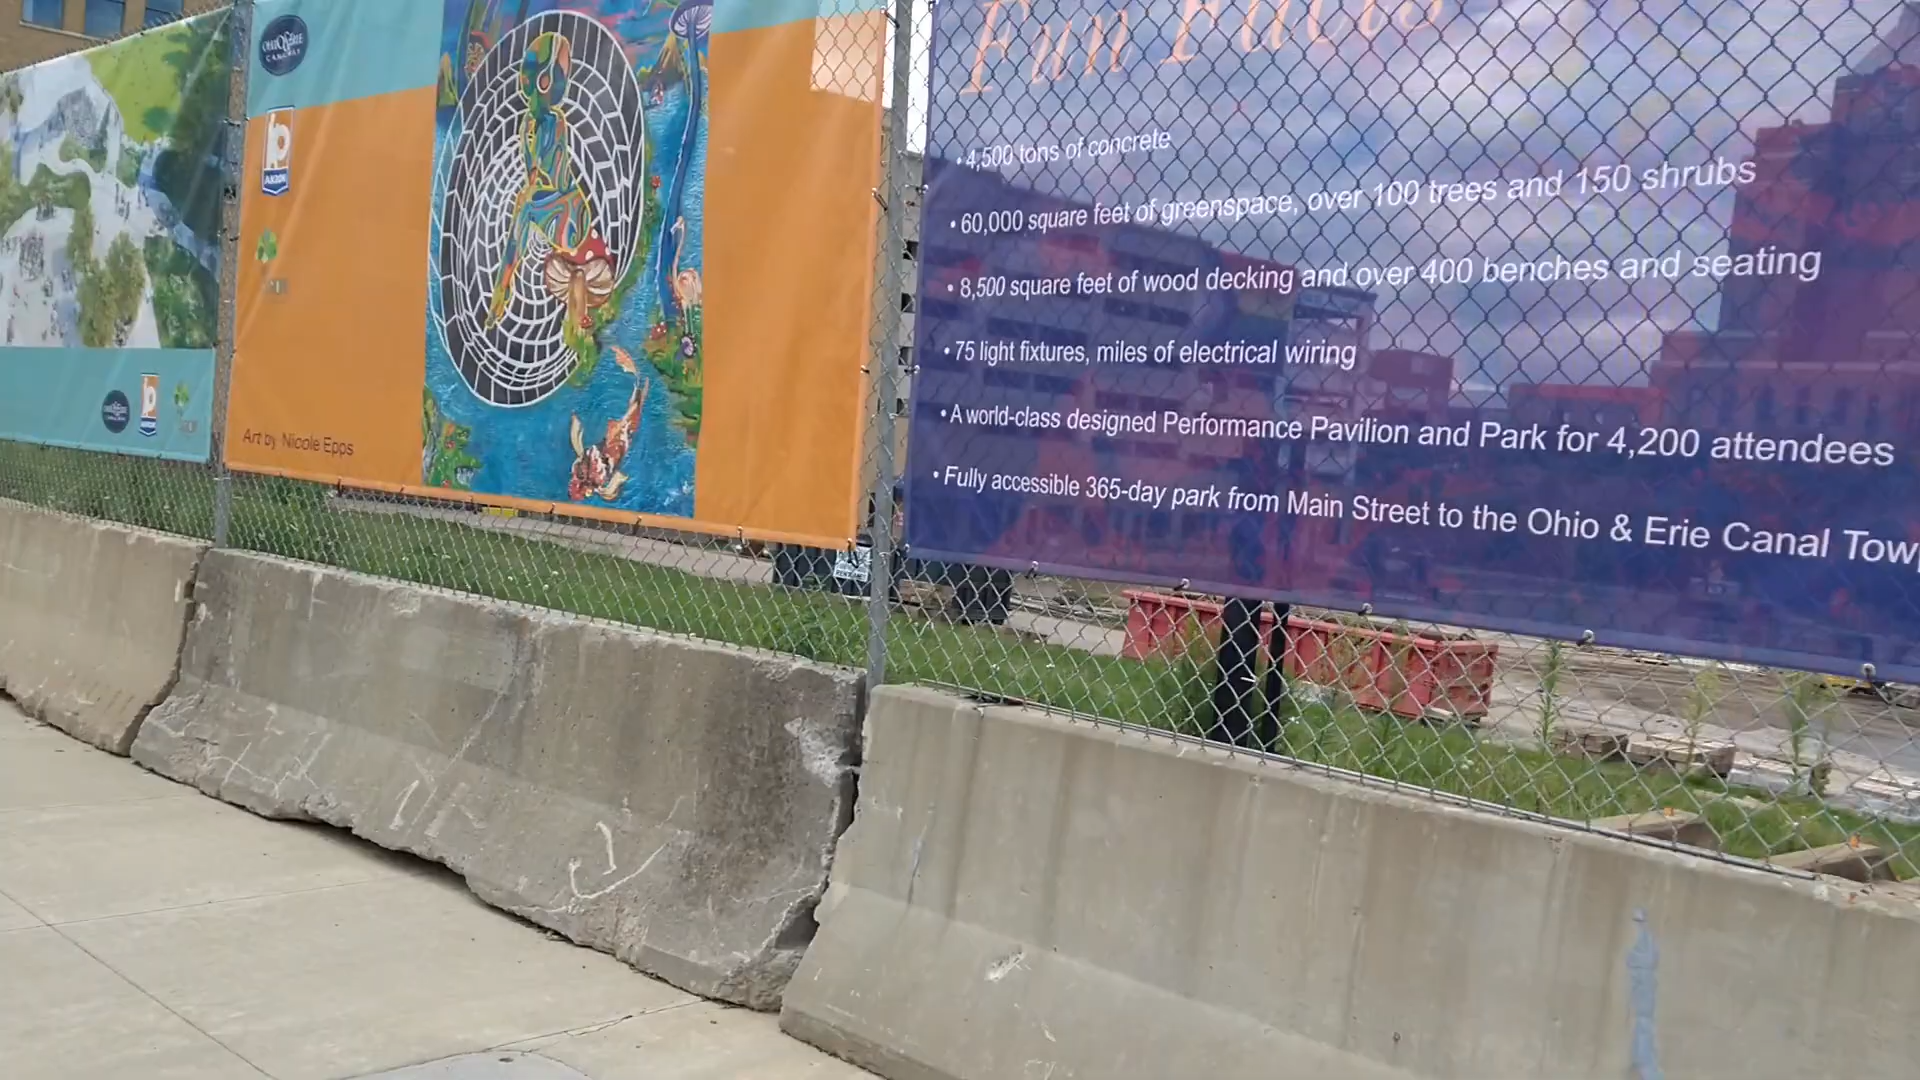 Fun Facts
• 4,500 tons of concrete
• 60,000 square feet of greenspace, over 100 trees and 150 shrubs
• 8,500 square feet of wood decking and over 400 benches and seating
• 75 light fixtures, miles of electrical wiring
• A world-class designed Performance Pavilion and Park for 4,200 attendees
• Fully accessible 365-day park from Main Street to the Ohio & Erie Canal Tow
OHIO & ERIE
CANALWAY
AKRON
Art by Nicole Epps